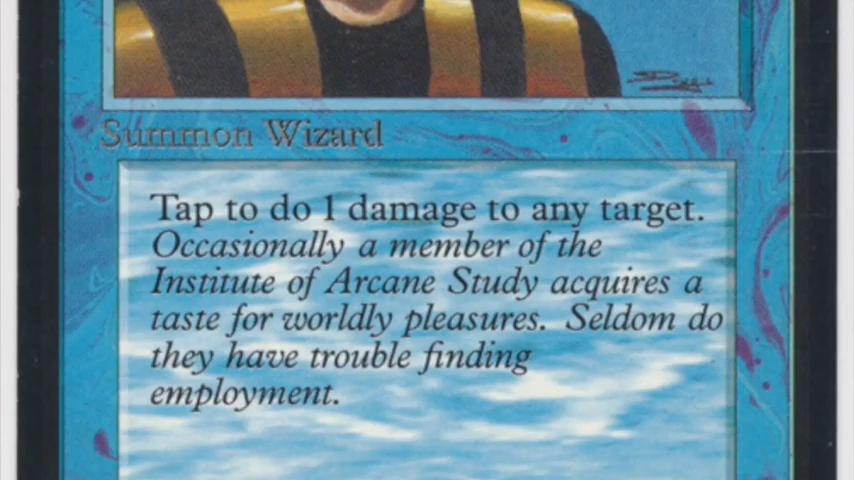 Summon Wizard
Tap to do 1 damage to any target.
Occasionally a member of the
Institute of Arcane Study acquires a
taste for worldly pleasures. Seldom do
they have trouble finding
employment.